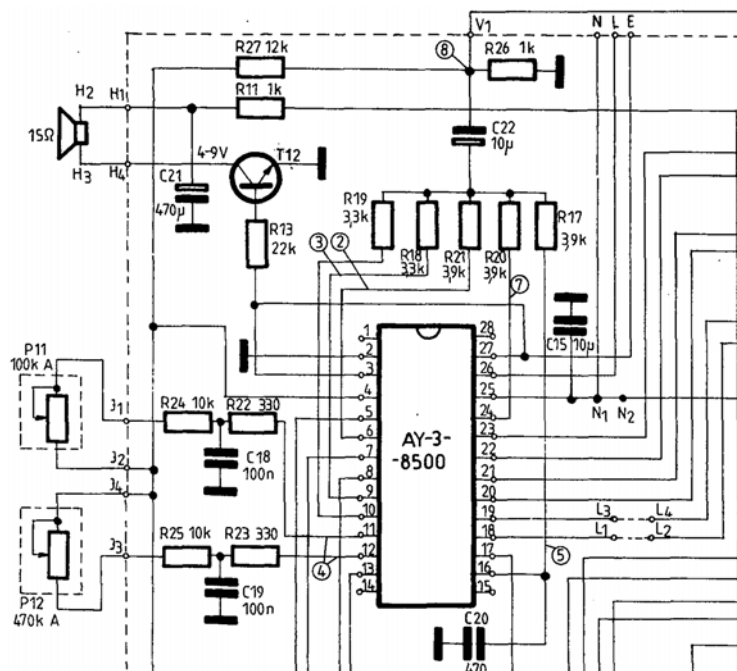 V1 N L E
8
R27 12k
R26 1k
H2 H1
R11 1k
15Ω
C22
10µ
4-9V
T12
H3 H4
C21
470µ
R19
3,3k
R17
3,9k
R13
22k
3 2
R18
3,3k
R21
3,9k
R20
3,9k
7
C15 10µ
P11
100k A
1 28
2 27
3 26
4 25
5 24
6 23
7 22
8 21
9 20
10 19
11 18
12 17
13 16
14 15
AY-3-
-8500
N1 N2
J1
R24 10k
R22 330
C18
100n
J2
J4
L3 L4
L1 L2
J3
R25 10k
R23 330
4
5
P12
470k A
C19
100n
C20
470